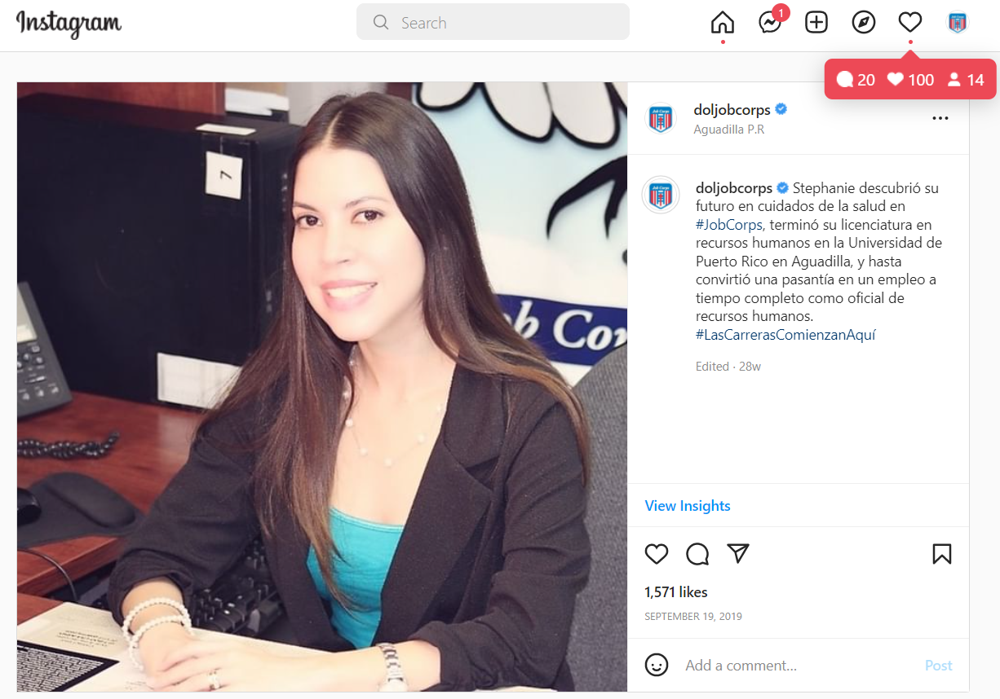 Instagram
Search
1
20 100 14
doljobcorps
Aguadilla P.R
doljobcorps Stephanie descubrió su
futuro en cuidados de la salud en
#JobCorps, terminó su licenciatura en
recursos humanos en la Universidad de
Puerto Rico en Aguadilla, y hasta
convirtió una pasantía en un empleo a
tiempo completo como oficial de
recursos humanos.
#LasCarrerasComienzanAquí
Edited · 28w
7
View Insights
1,571 likes
SEPTEMBER 19, 2019
Add a comment... Post